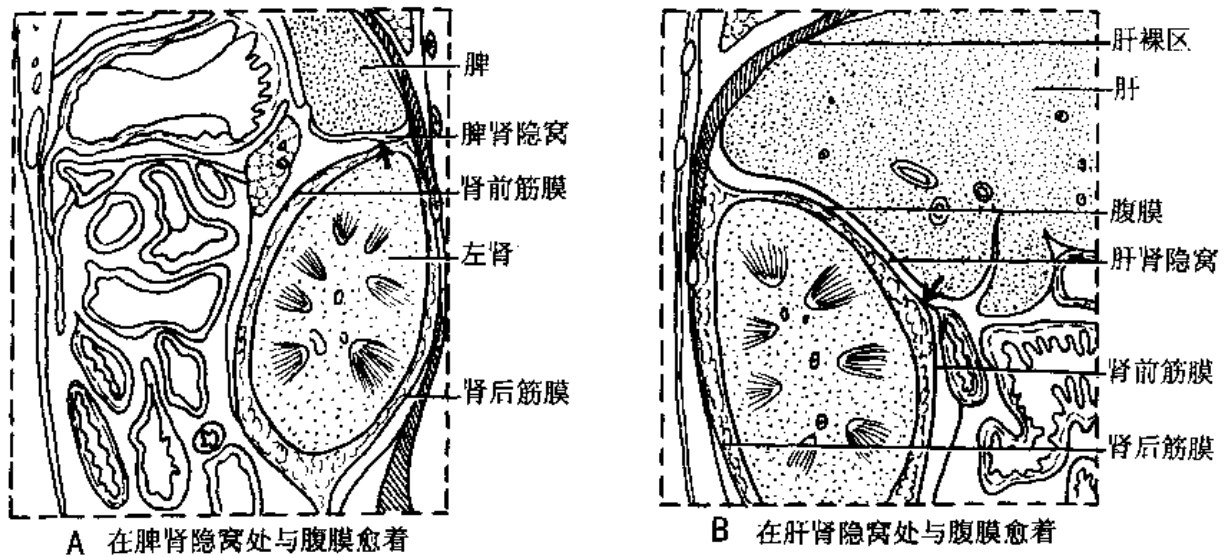 脾
脾肾隐窝
肾前筋膜
左肾
肾后筋膜
A 在脾肾隐窝处与腹膜愈着
肝裸区
肝
腹膜
肝肾隐窝
肾前筋膜
肾后筋膜
B 在肝肾隐窝处与腹膜愈着